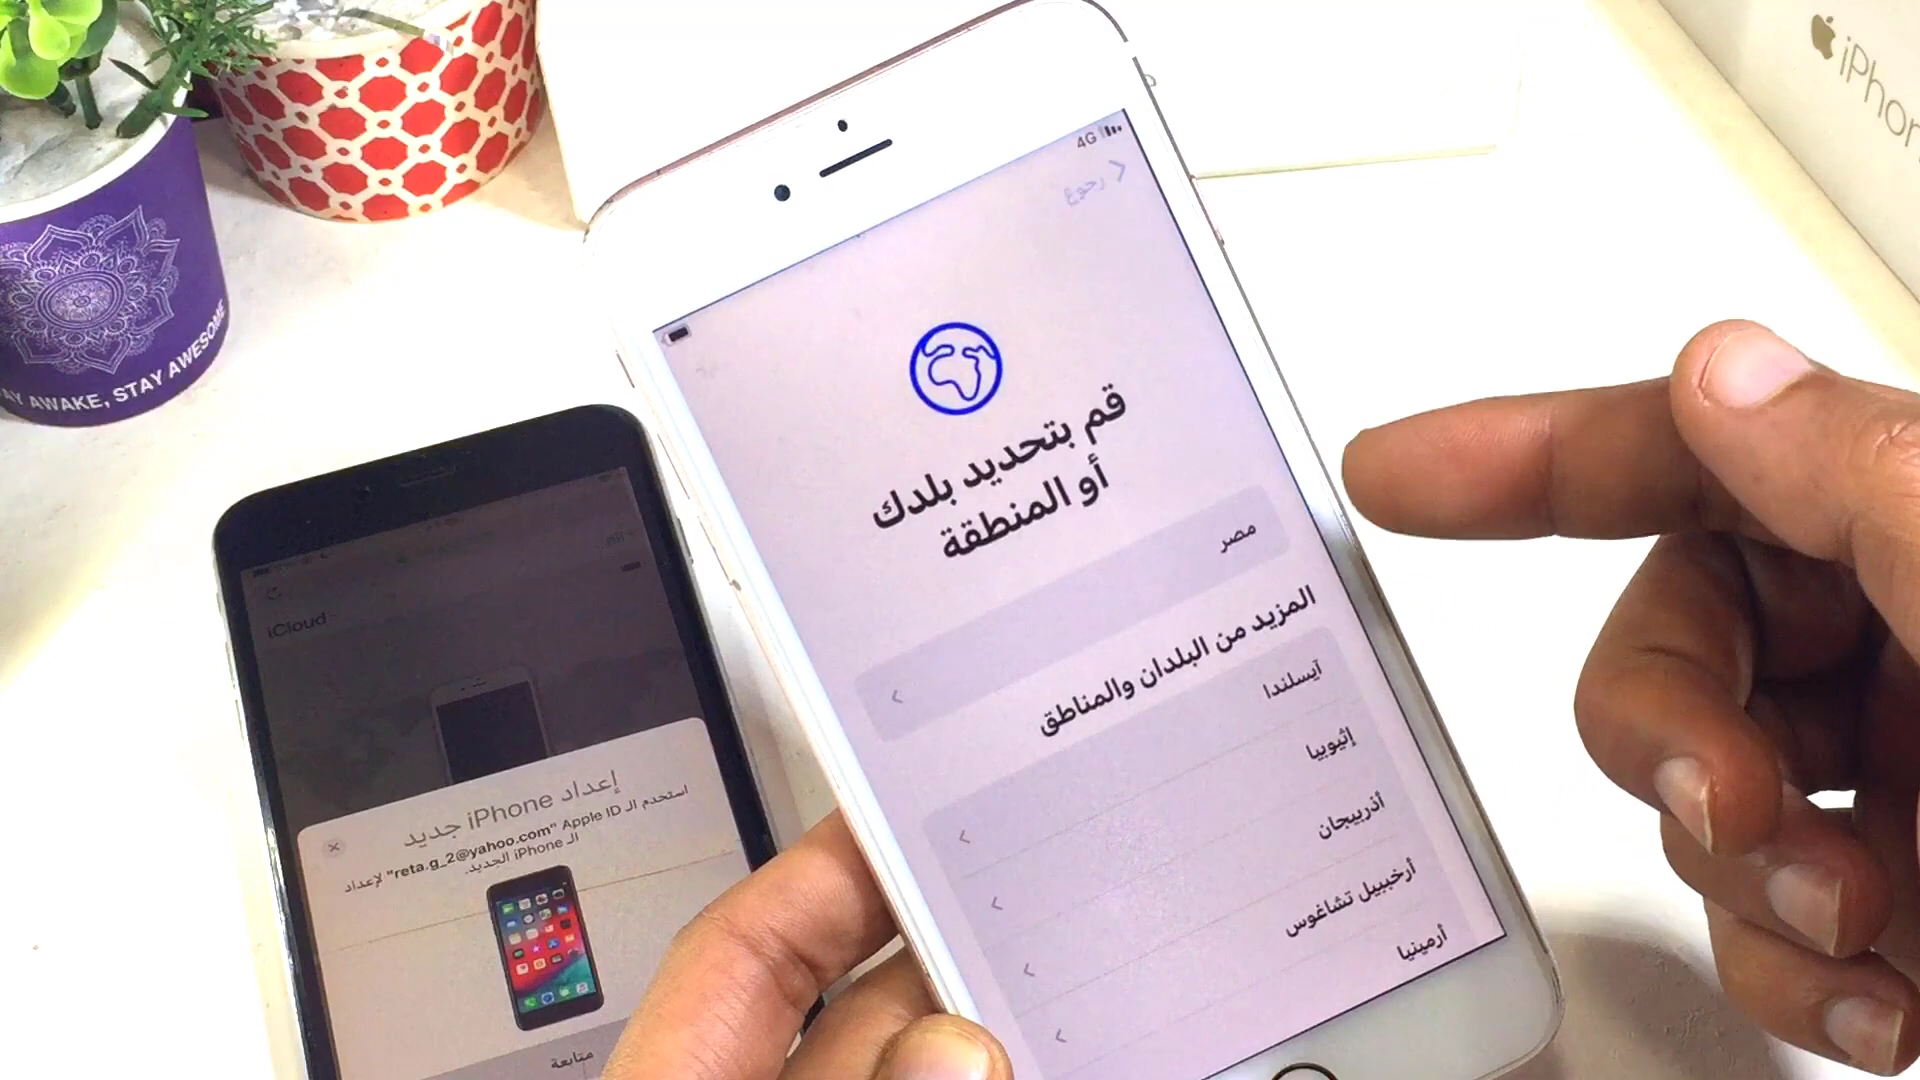 iPhon
STAY AWESOME
AY AWAKE,
4G
رجوع
قم بتحديد بلدك
أو المنطقة
مصر
المزيد من البلدان والمناطق
آيسلندا
إثيوبيا
أذربيجان
أرخبيل تشاغوس
أرمينيا
iCloud
إعداد iPhone جديد
استخدم الـ Apple ID "reta.g_2@yahoo.com" لإعداد
الـ iPhone الجديد.
متابعة